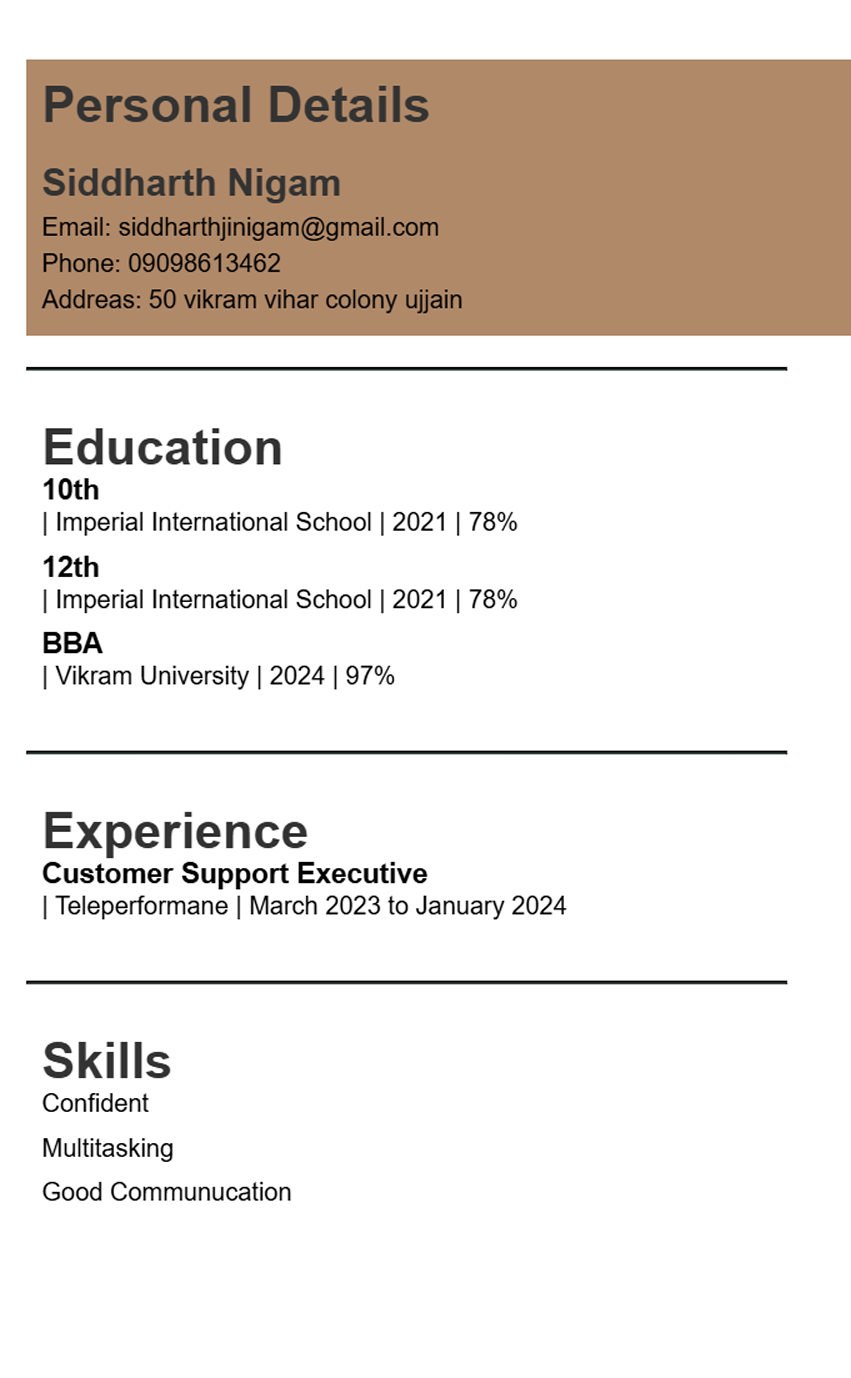 Personal Details
Siddharth Nigam
Email: siddharthjinigam@gmail.com
Phone: 09098613462
Addreas: 50 vikram vihar colony ujjain
Education
10th
| Imperial International School | 2021 | 78%
12th
| Imperial International School | 2021 | 78%
BBA
| Vikram University | 2024 | 97%
Experience
Customer Support Executive
| Teleperformane | March 2023 to January 2024
Skills
Confident
Multitasking
Good Communucation